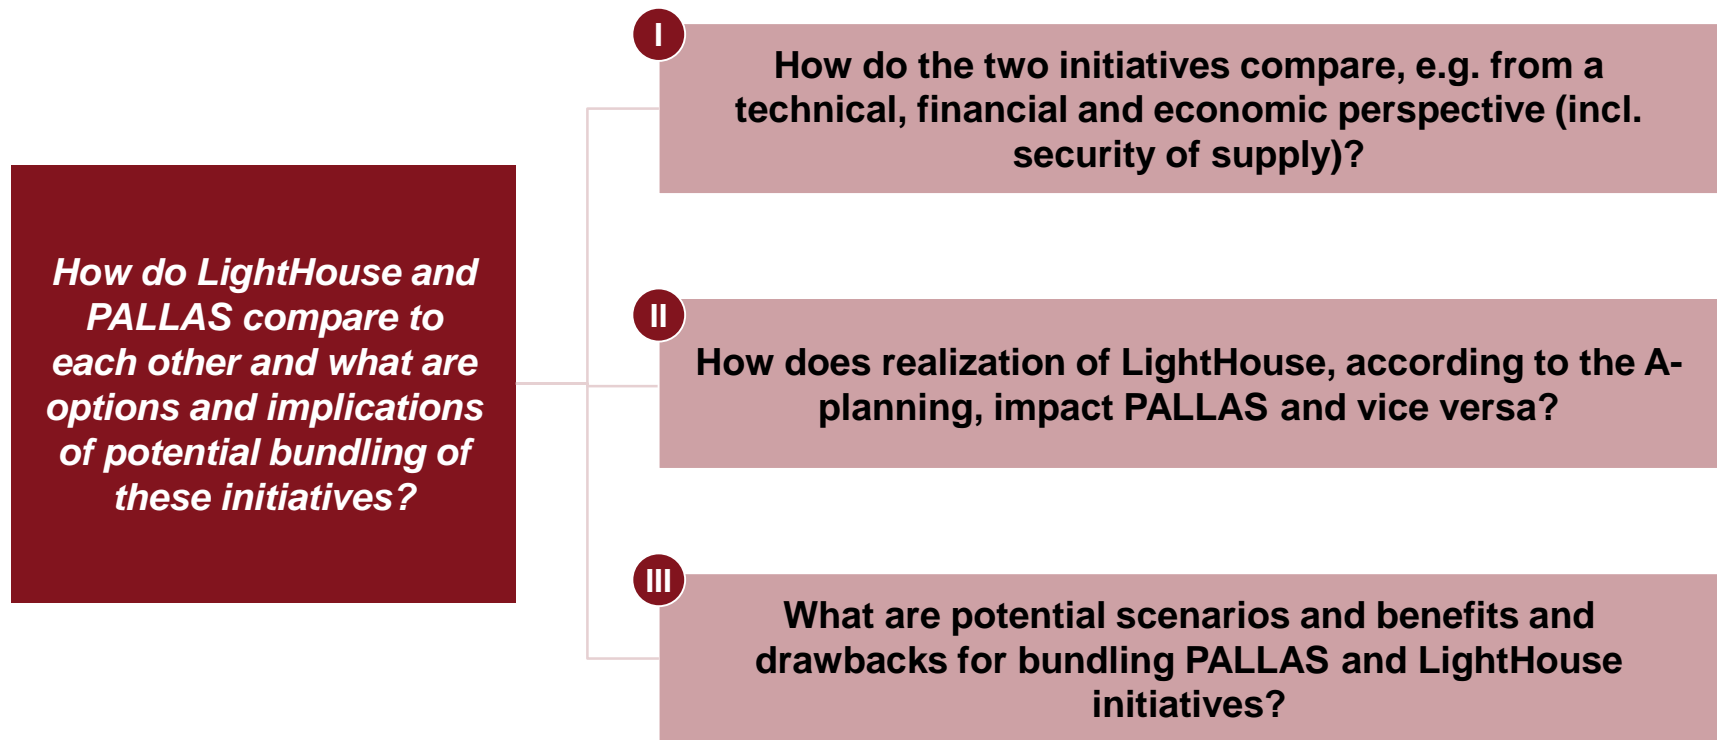 How do LightHouse and
PALLAS compare to
each other and what are
options and implications
of potential bundling of
these initiatives?
I
How do the two initiatives compare, e.g. from a
technical, financial and economic perspective (incl.
security of supply)?
II
How does realization of LightHouse, according to the A-
planning, impact PALLAS and vice versa?
III
What are potential scenarios and benefits and
drawbacks for bundling PALLAS and LightHouse
initiatives?